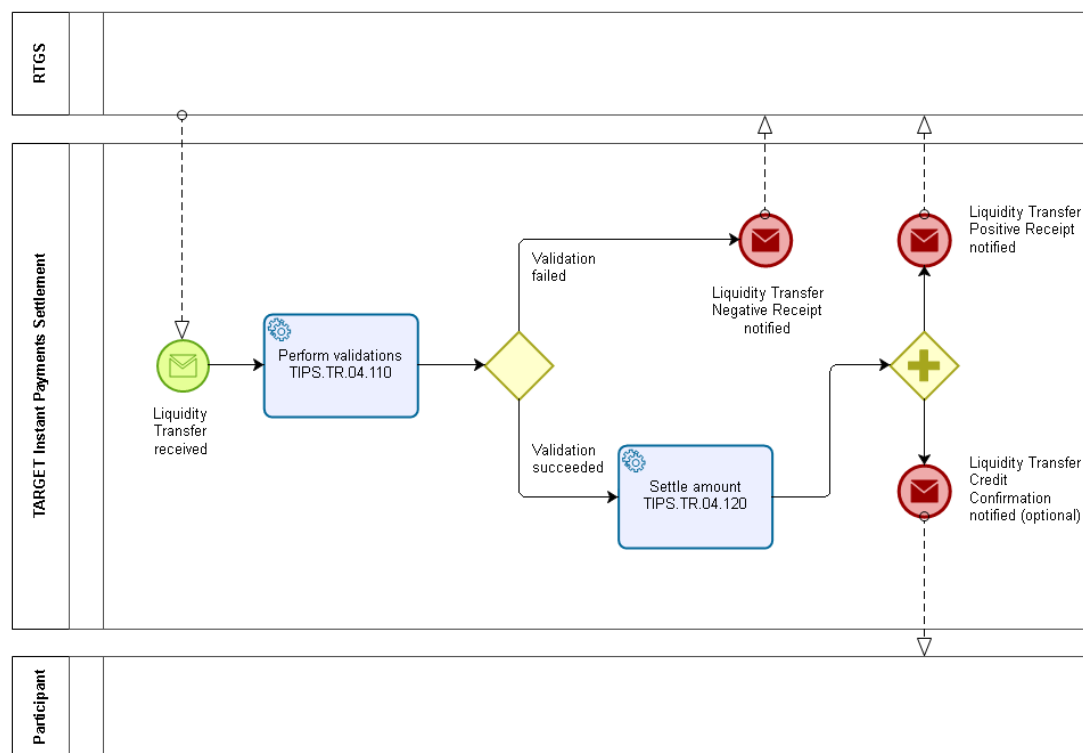 RTGS
TARGET Instant Payments Settlement
Liquidity
Transfer
received
Perform validations
TIPS.TR.04.110
Validation
failed
Liquidity Transfer
Negative Receipt
notified
Liquidity Transfer
Positive Receipt
notified
Validation
succeeded
Settle amount
TIPS.TR.04.120
Liquidity Transfer
Credit
Confirmation
notified (optional)
Participant